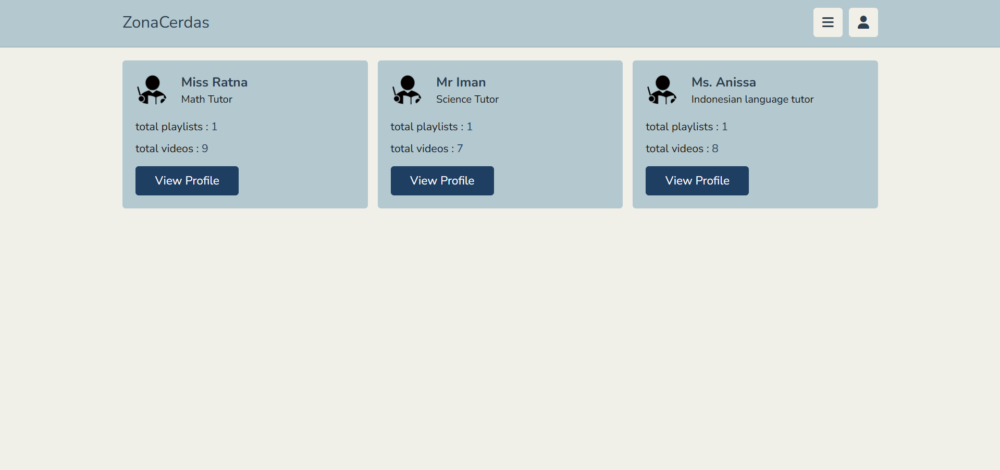 ZonaCerdas
Miss Ratna
Math Tutor
total playlists : 1
total videos : 9
View Profile
Mr Iman
Science Tutor
total playlists : 1
total videos : 7
View Profile
Ms. Anissa
Indonesian language tutor
total playlists : 1
total videos : 8
View Profile